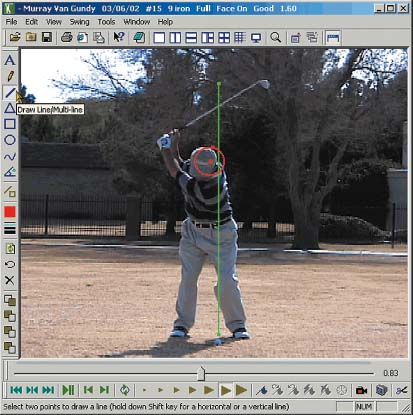 - Murray Van Gundy 03/06/02 #15 9 iron Full Face On Good 1.60
File Edit View Swing Tools Window Help
A
Draw Line/Multi-line
0.83
Select two points to draw a line (hold down Shift key for a horizontal or a vertical line)
NUM